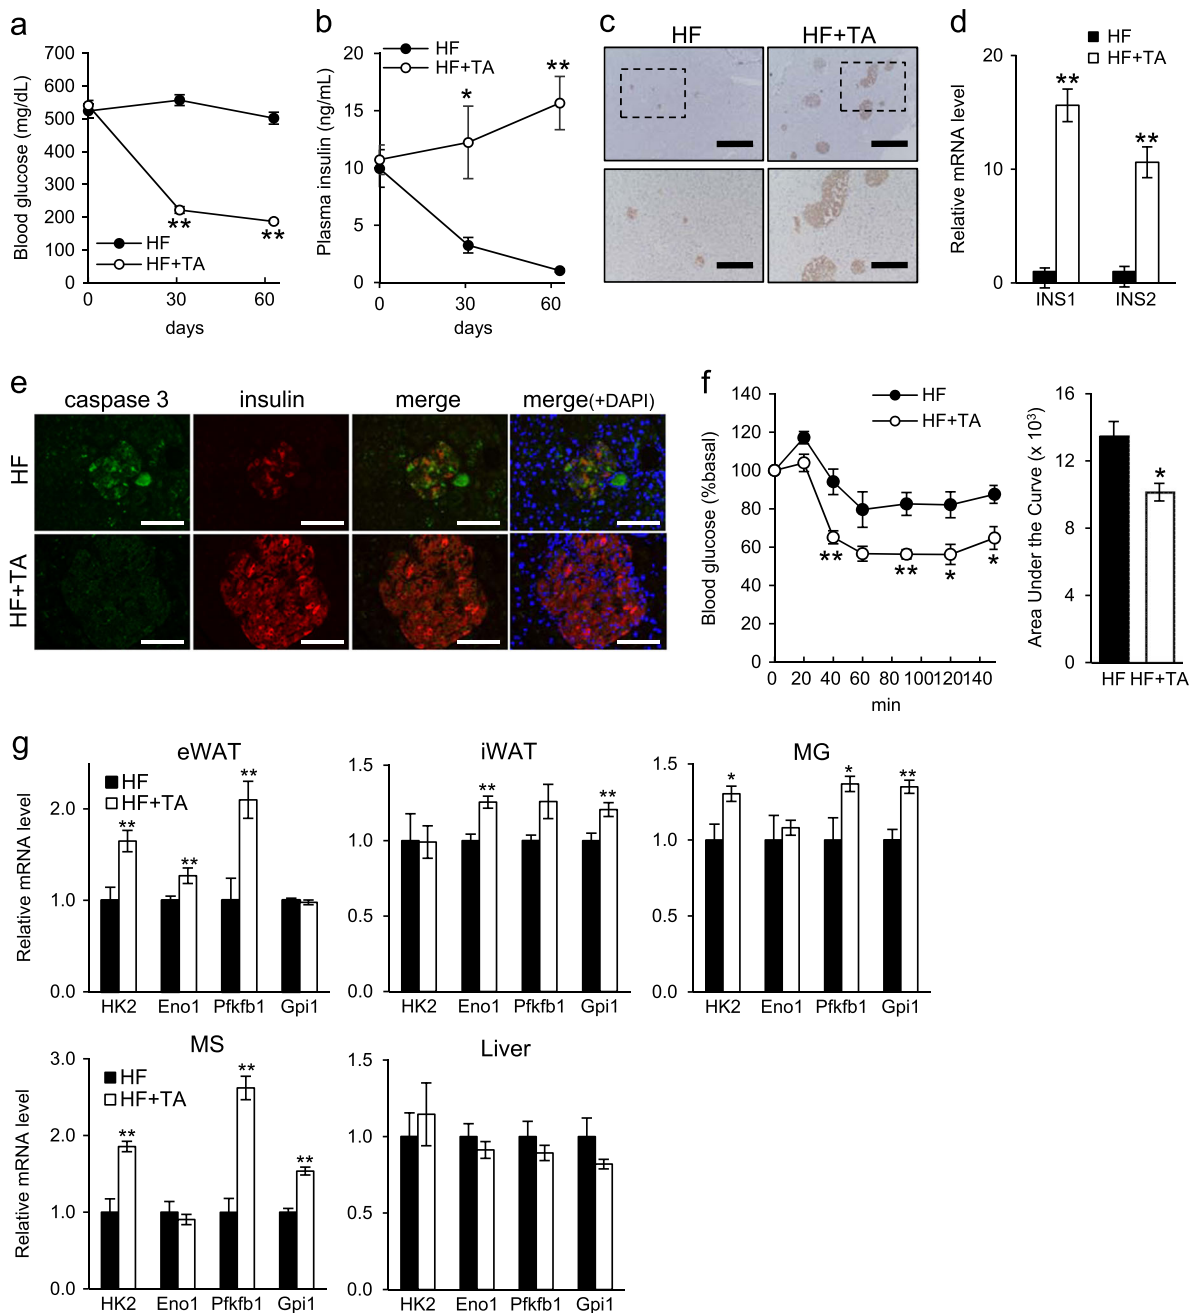 a
Blood glucose (mg/dL)
700
600
500
400
300
200
100
0
HF
HF+TA
** **
0 30 60
days
b
Plasma insulin (ng/mL)
20
15
10
5
0
HF
HF+TA
* **
0 30 60
days
c
HF HF+TA
d
Relative mRNA level
20
10
0
HF
HF+TA
** **
INS1 INS2
e
caspase 3 insulin merge merge(+DAPI)
HF
HF+TA
f
Blood glucose (%basal)
140
120
100
80
60
40
20
0
HF
HF+TA
** ** * *
0 20 40 60 80 100 120 140
min
Area Under the Curve (x 10³)
16
12
8
4
0
*
HF HF+TA
g
eWAT
Relative mRNA level
2.0
1.0
0.0
HF
HF+TA
** ** **
HK2 Eno1 Pfkfb1 Gpi1
iWAT
1.5
1.0
0.5
0.0
** **
HK2 Eno1 Pfkfb1 Gpi1
MG
1.5
1.0
0.5
0.0
* * **
HK2 Eno1 Pfkfb1 Gpi1
MS
Relative mRNA level
3.0
2.0
1.0
0.0
HF
HF+TA
** ** **
HK2 Eno1 Pfkfb1 Gpi1
Liver
1.5
1.0
0.5
0.0
HK2 Eno1 Pfkfb1 Gpi1